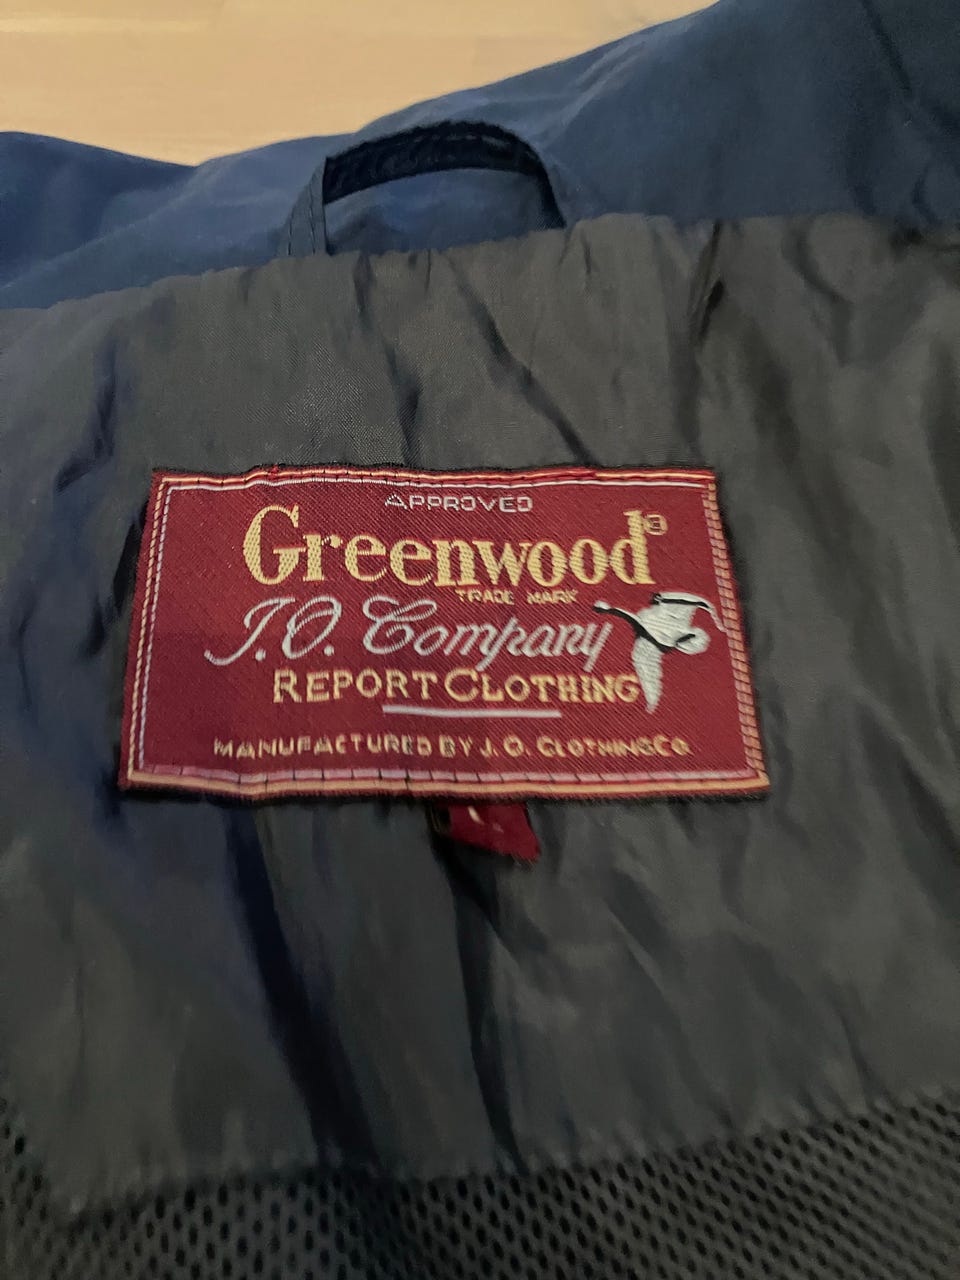 APPROVED
Greenwood®
TRADE MARK
J.O. Company
REPORT CLOTHING
MANUFACTURED BY J. O. CLOTHING CO.
L